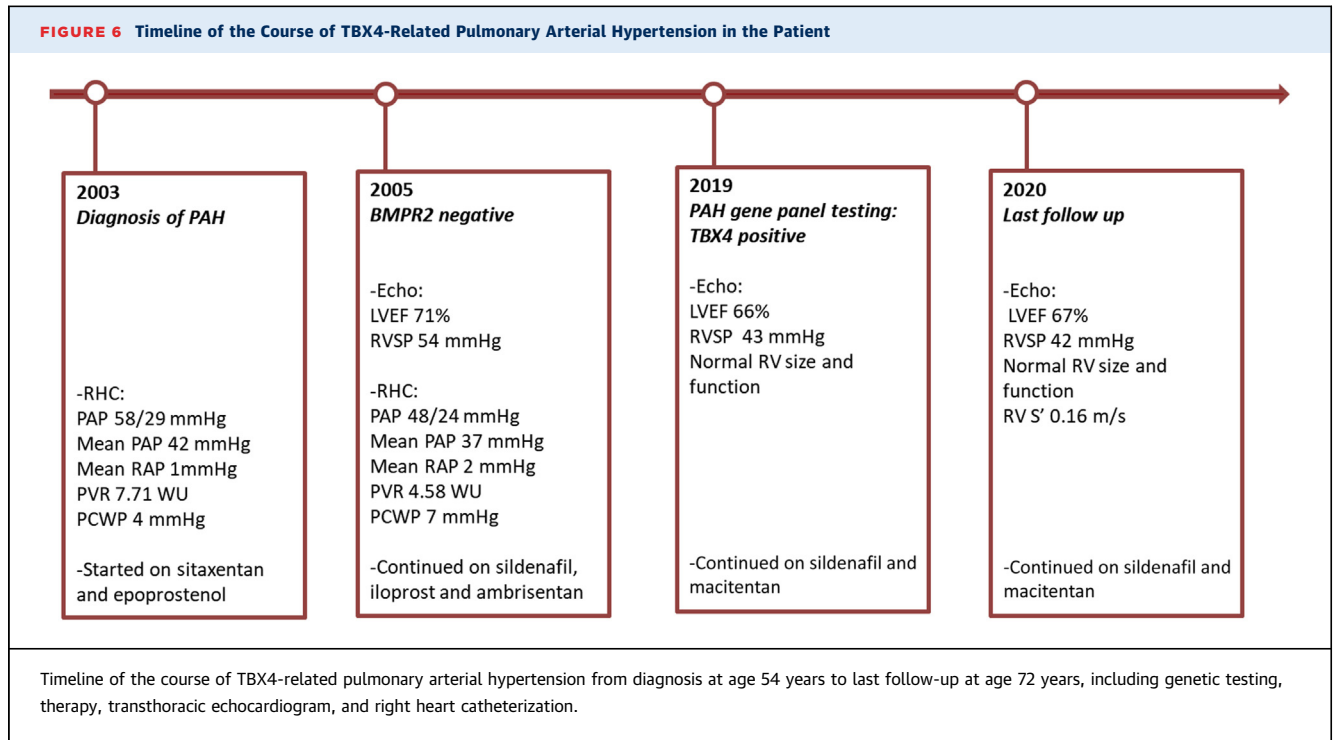 FIGURE 6 Timeline of the Course of TBX4-Related Pulmonary Arterial Hypertension in the Patient
2003
Diagnosis of PAH
-RHC:
PAP 58/29 mmHg
Mean PAP 42 mmHg
Mean RAP 1mmHg
PVR 7.71 WU
PCWP 4 mmHg
-Started on sitaxentan
and epoprostenol
2005
BMPR2 negative
-Echo:
LVEF 71%
RVSP 54 mmHg
-RHC:
PAP 48/24 mmHg
Mean PAP 37 mmHg
Mean RAP 2 mmHg
PVR 4.58 WU
PCWP 7 mmHg
-Continued on sildenafil,
iloprost and ambrisentan
2019
PAH gene panel testing:
TBX4 positive
-Echo:
LVEF 66%
RVSP 43 mmHg
Normal RV size and
function
-Continued on sildenafil and
macitentan
2020
Last follow up
-Echo:
LVEF 67%
RVSP 42 mmHg
Normal RV size and
function
RV S’ 0.16 m/s
-Continued on sildenafil and
macitentan
Timeline of the course of TBX4-related pulmonary arterial hypertension from diagnosis at age 54 years to last follow-up at age 72 years, including genetic testing,
therapy, transthoracic echocardiogram, and right heart catheterization.